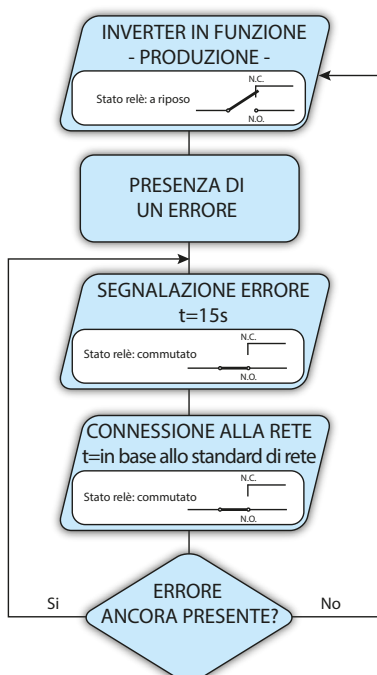 INVERTER IN FUNZIONE
- PRODUZIONE -
N.C.
Stato relè: a riposo
N.O.
PRESENZA DI
UN ERRORE
SEGNALAZIONE ERRORE
t=15s
N.C.
Stato relè: commutato
N.O.
CONNESSIONE ALLA RETE
t=in base allo standard di rete
N.C.
Stato relè: commutato
N.O.
ERRORE
ANCORA PRESENTE?
Si
No